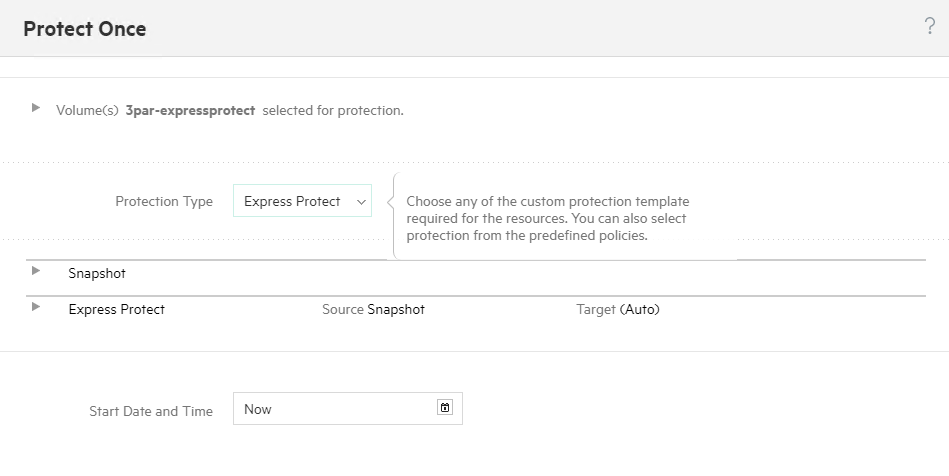 Protect Once
?
Volume(s) 3par-expressprotect selected for protection.
Protection Type
Express Protect
Choose any of the custom protection template
required for the resources. You can also select
protection from the predefined policies.
Snapshot
Express Protect Source Snapshot Target (Auto)
Start Date and Time Now